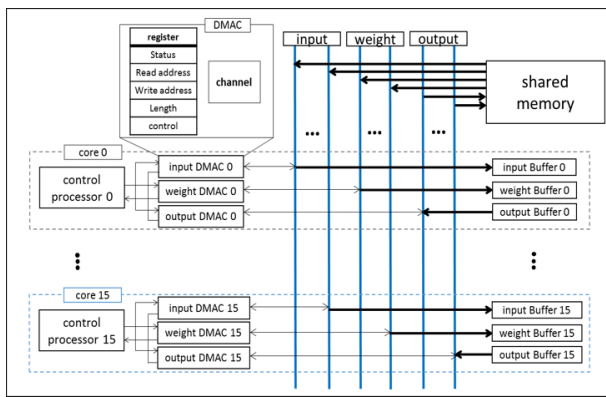 DMAC
register
Status
Read address
Write address
Length
control
channel
input
weight
output
shared
memory
...
...
...
core 0
control
processor 0
input DMAC 0
weight DMAC 0
output DMAC 0
input Buffer 0
weight Buffer 0
output Buffer 0
core 15
control
processor 15
input DMAC 15
weight DMAC 15
output DMAC 15
input Buffer 15
weight Buffer 15
output Buffer 15